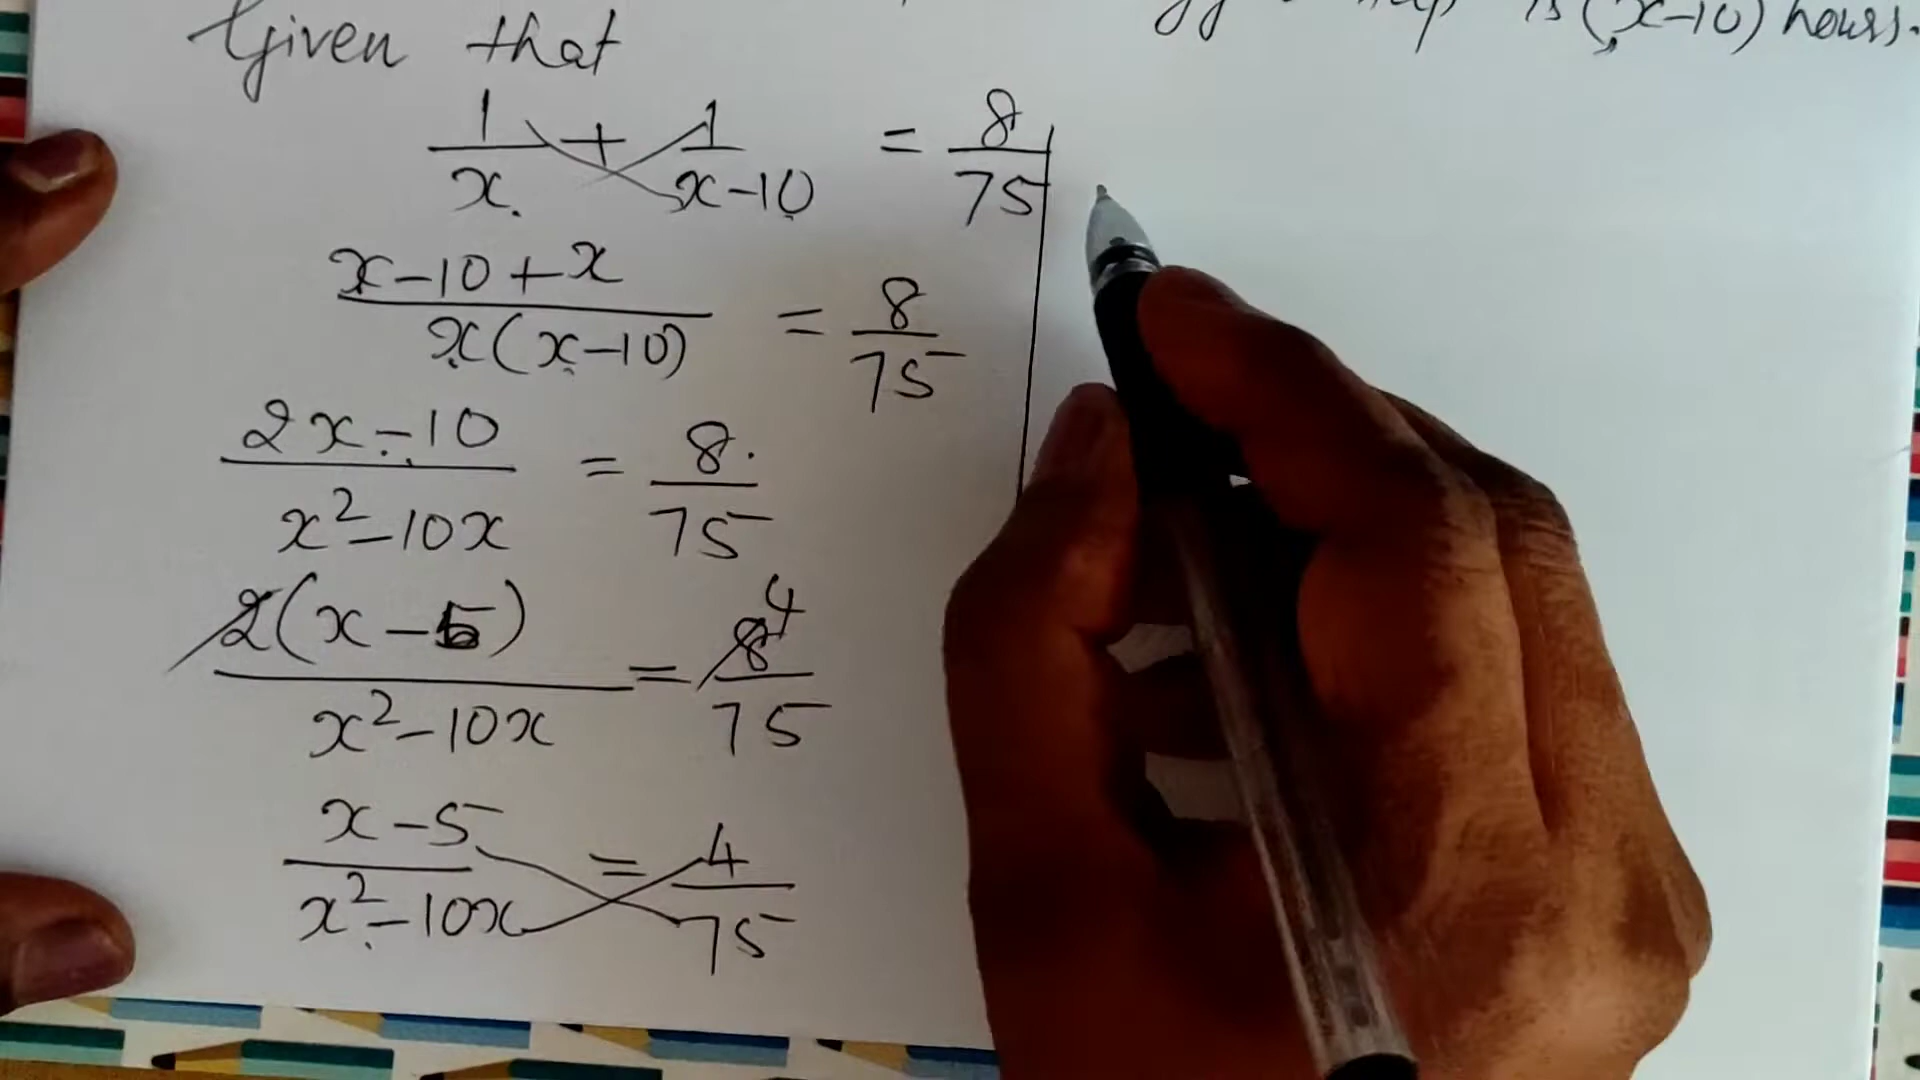 is (x-10) hours.
Given that
1/x + 1/x-10 = 8/75
x-10+x/x(x-10) = 8/75
2x-10/x²-10x = 8/75
2(x-5)/x²-10x = 8 4/75
x-5/x²-10x = 4/75